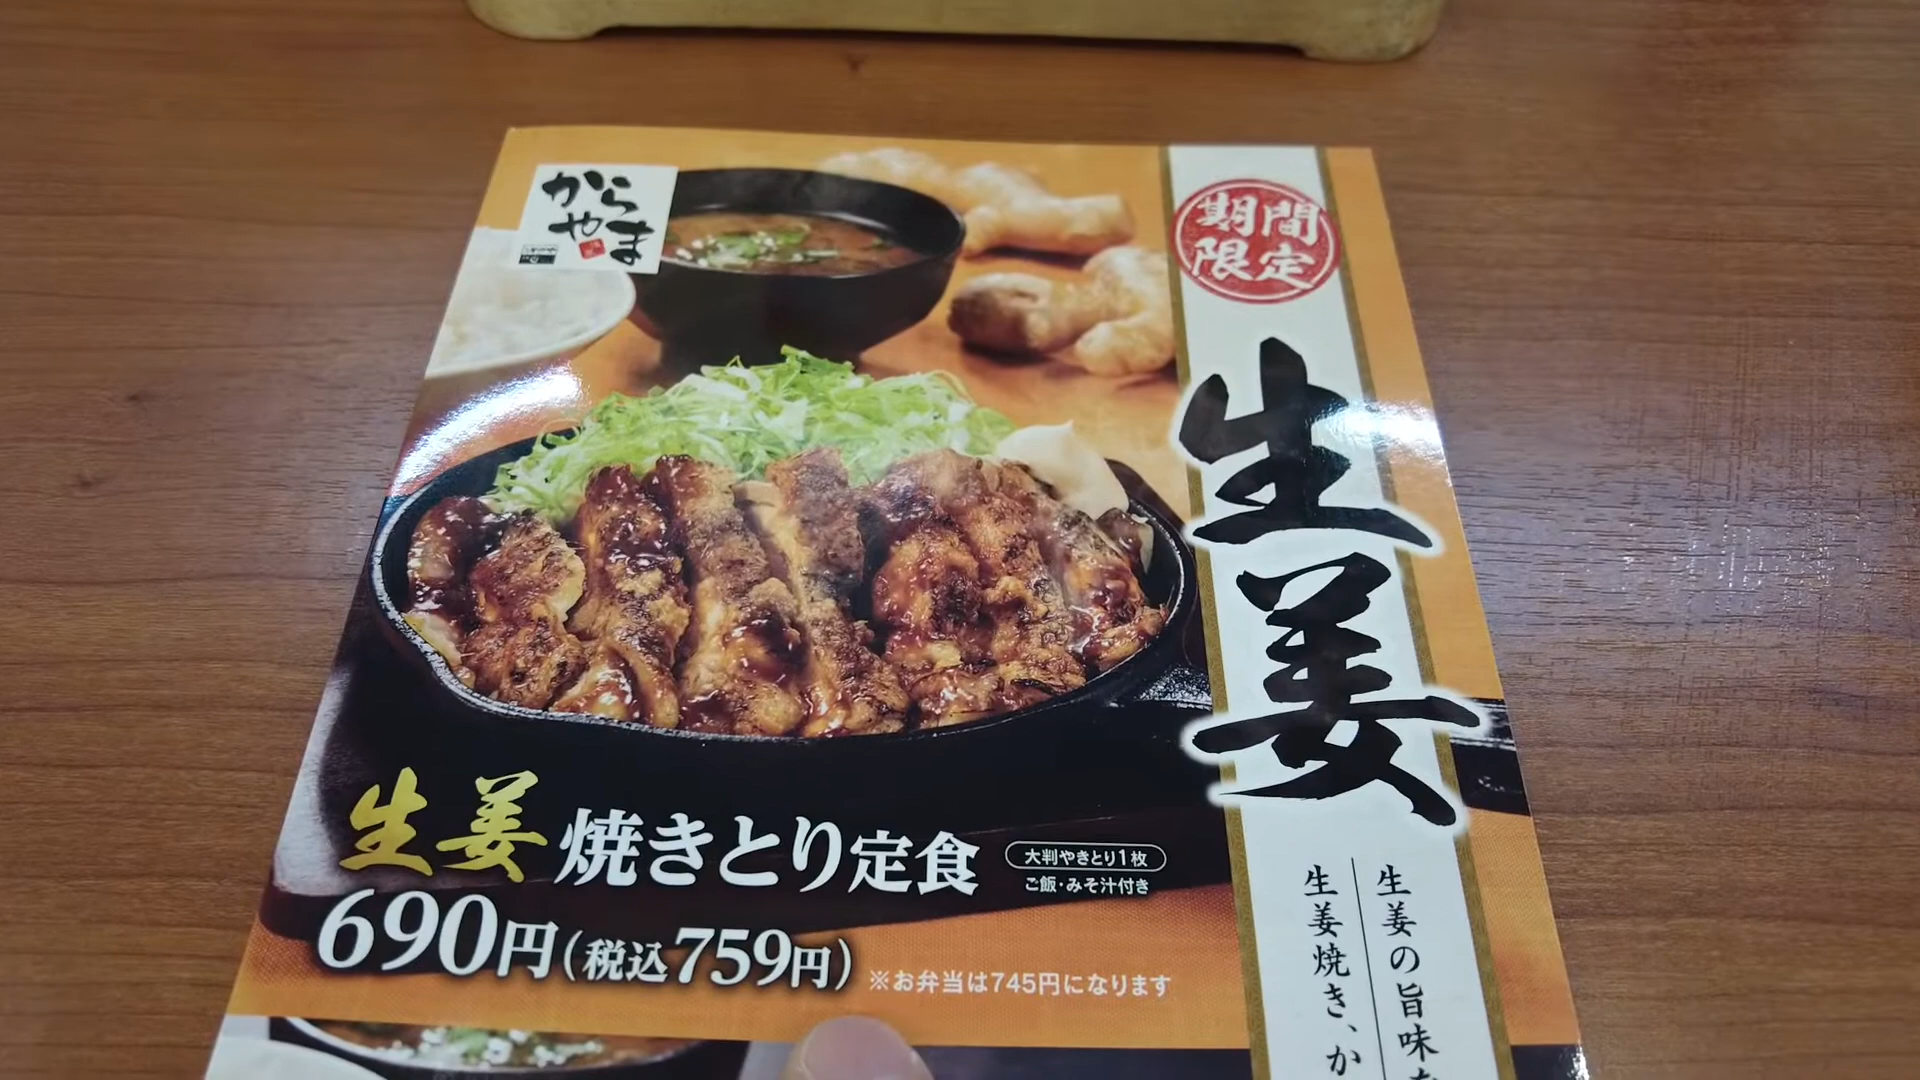 からやま
期間限定
生姜
生姜の旨味
生姜焼き、か
生姜焼きとり定食
大判やきとり1枚
ご飯・みそ汁付き
690円(税込759円)
※お弁当は745円になります